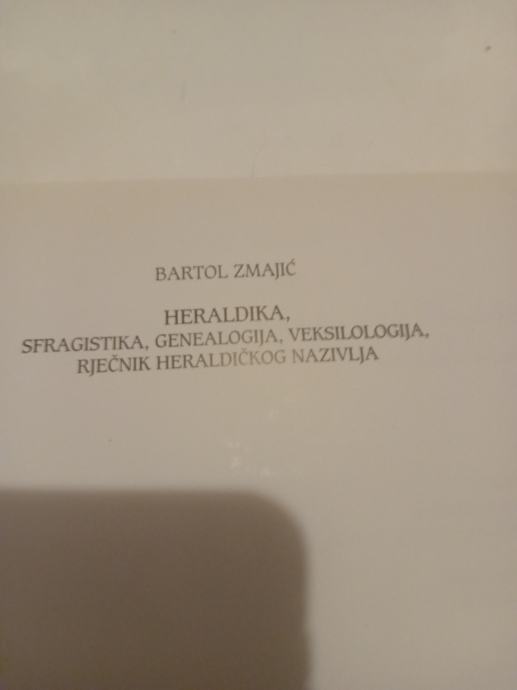 BARTOL ZMAJIĆ
HERALDIKA,
SFRAGISTIKA, GENEALOGIJA, VEKSILOLOGIJA,
RJEČNIK HERALDIČKOG NAZIVLJA